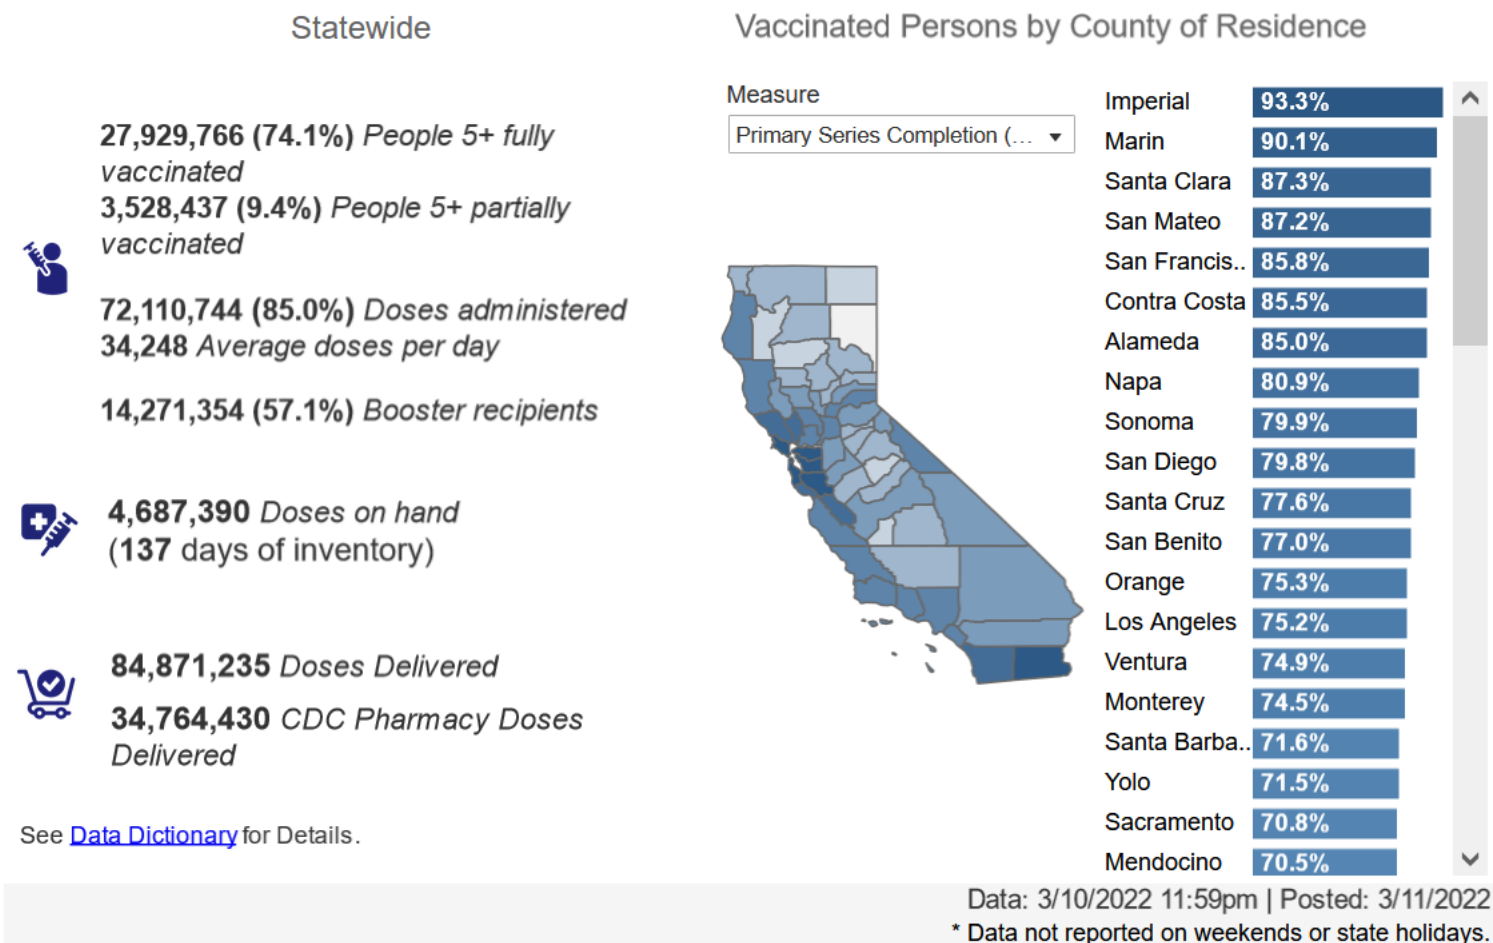 Statewide
27,929,766 (74.1%) People 5+ fully
vaccinated
3,528,437 (9.4%) People 5+ partially
vaccinated
72,110,744 (85.0%) Doses administered
34,248 Average doses per day
14,271,354 (57.1%) Booster recipients
4,687,390 Doses on hand
(137 days of inventory)
84,871,235 Doses Delivered
34,764,430 CDC Pharmacy Doses
Delivered
See Data Dictionary for Details.
Vaccinated Persons by County of Residence
Measure
Primary Series Completion (...
Imperial 93.3%
Marin 90.1%
Santa Clara 87.3%
San Mateo 87.2%
San Francis.. 85.8%
Contra Costa 85.5%
Alameda 85.0%
Napa 80.9%
Sonoma 79.9%
San Diego 79.8%
Santa Cruz 77.6%
San Benito 77.0%
Orange 75.3%
Los Angeles 75.2%
Ventura 74.9%
Monterey 74.5%
Santa Barba.. 71.6%
Yolo 71.5%
Sacramento 70.8%
Mendocino 70.5%
Data: 3/10/2022 11:59pm | Posted: 3/11/2022
* Data not reported on weekends or state holidays.